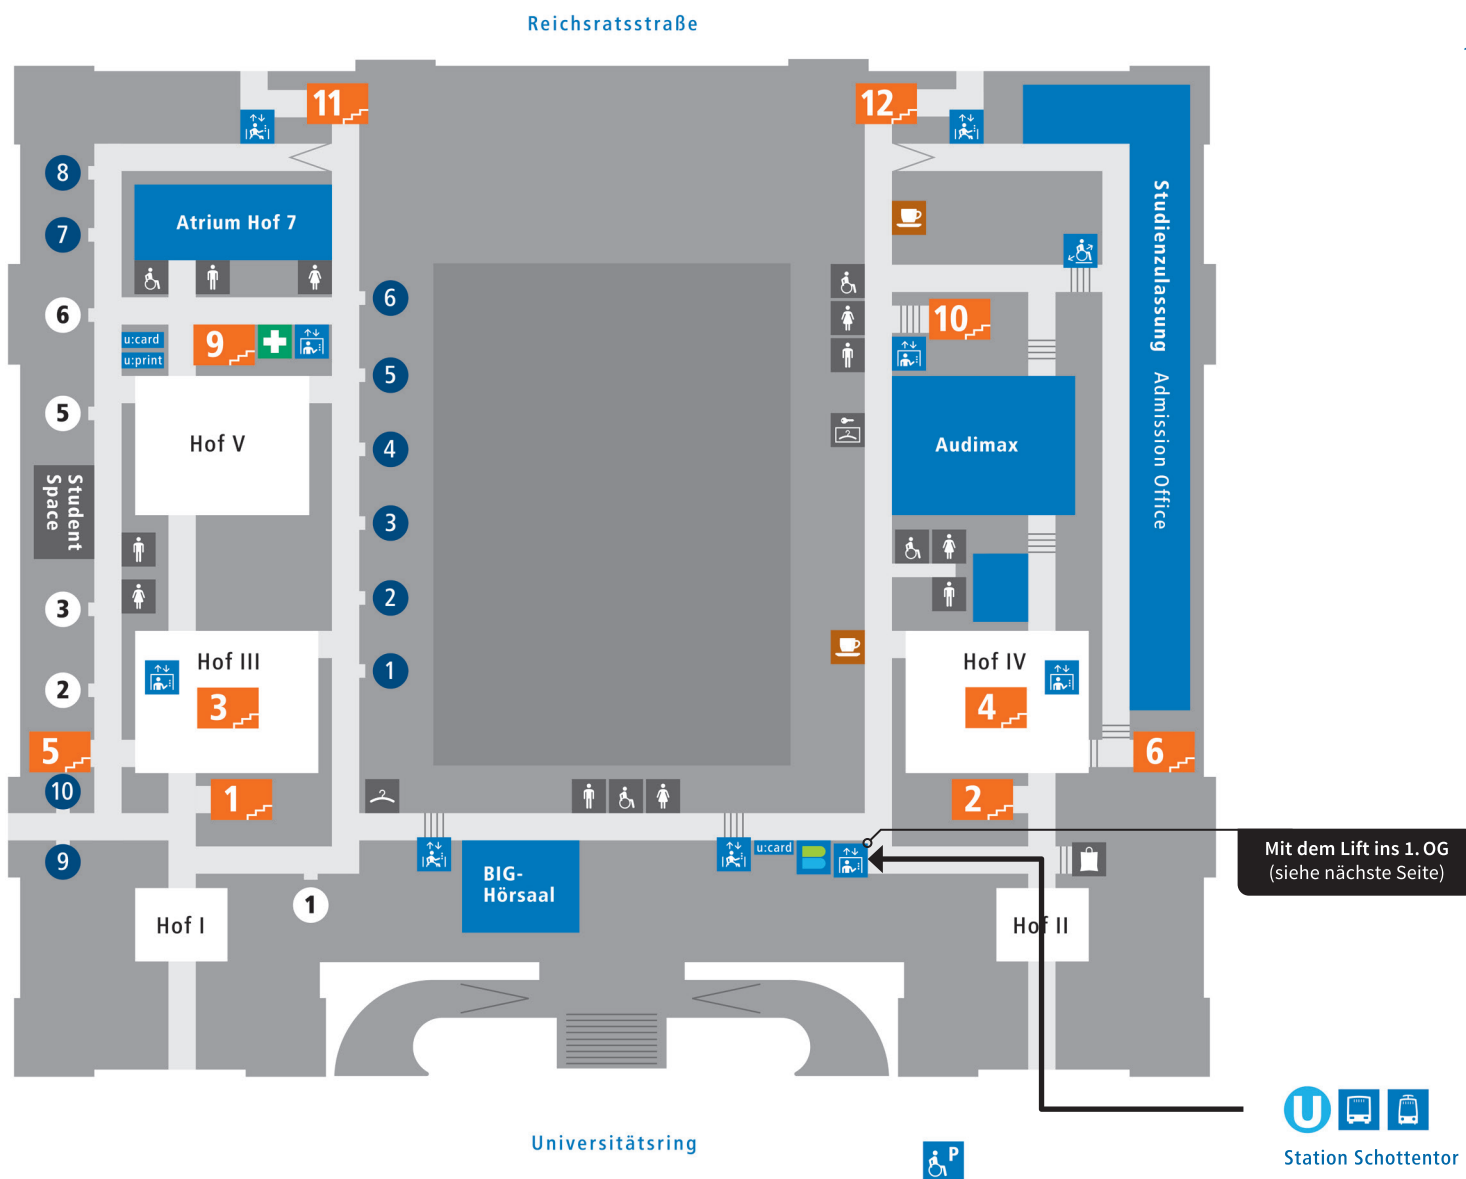 Reichsratsstraße
11
12
8
Atrium Hof 7
7
6
6
u:card
u:print
9
10
5
5
Hof V
4
Audimax
Studienzulassung Admission Office
Student
Space
3
2
3
Hof III
Hof IV
1
2
3
4
5
6
10
1
2
u:card
Mit dem Lift ins 1. OG
(siehe nächste Seite)
9
BIG-
Hörsaal
1
Hof I
Hof II
U
Universitätsring
P
Station Schottentor